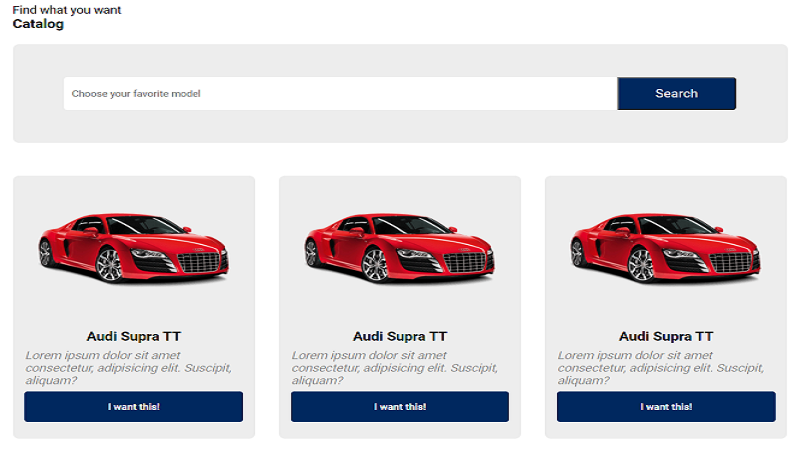 Find what you want
Catalog
Choose your favorite model
Search
Audi Supra TT
Lorem ipsum dolor sit amet
consectetur, adipisicing elit. Suscipit,
aliquam?
I want this!
Audi Supra TT
Lorem ipsum dolor sit amet
consectetur, adipisicing elit. Suscipit,
aliquam?
I want this!
Audi Supra TT
Lorem ipsum dolor sit amet
consectetur, adipisicing elit. Suscipit,
aliquam?
I want this!